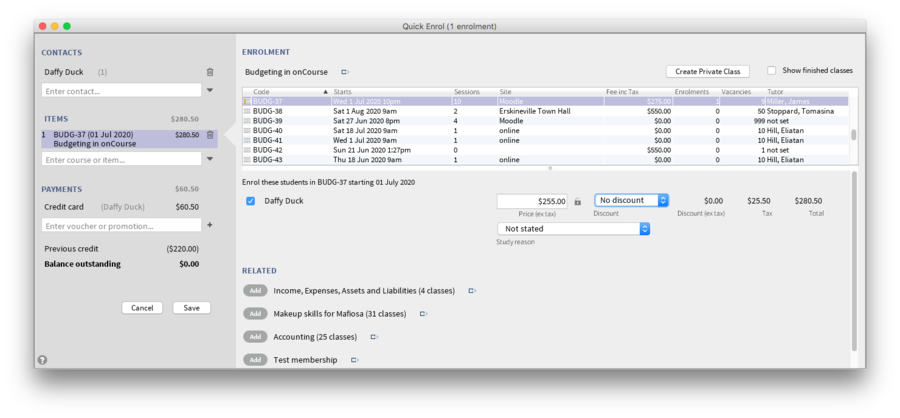 Quick Enrol (1 enrolment)
CONTACTS
Daffy Duck (1)
Enter contact...
ITEMS $280.50
1 BUDG-37 (01 Jul 2020) $280.50
Budgeting in onCourse
Enter course or item...
PAYMENTS $60.50
Credit card (Daffy Duck) $60.50
Enter voucher or promotion... +
Previous credit ($220.00)
Balance outstanding $0.00
Cancel Save
?
ENROLMENT
Budgeting in onCourse Create Private Class Show finished classes
Code Starts Sessions Site Fee inc Tax Enrolments Vacancies Tutor
BUDG-37 Wed 1 Jul 2020 10pm 10 Moodle $275.00 1 9 Miller, James
BUDG-38 Sat 1 Aug 2020 9am 2 Erskineville Town Hall $550.00 0 50 Stoppard, Tomasina
BUDG-39 Sat 27 Jun 2020 8pm 4 Moodle $0.00 0 999 not set
BUDG-40 Sat 18 Jul 2020 9am 1 online $0.00 0 10 Hill, Eliatan
BUDG-41 Wed 1 Jul 2020 9am 1 online $0.00 0 10 Hill, Eliatan
BUDG-42 Sun 21 Jun 2020 1:27pm 0 $550.00 0 1 not set
BUDG-43 Thu 18 Jun 2020 9am 1 online $0.00 0 10 Hill, Eliatan
Enrol these students in BUDG-37 starting 01 July 2020
Daffy Duck $255.00 No discount $0.00 $25.50 $280.50
Price (ex tax) Discount Discount (ex tax) Tax Total
Not stated
Study reason
RELATED
Add Income, Expenses, Assets and Liabilities (4 classes)
Add Makeup skills for Mafiosa (31 classes)
Add Accounting (25 classes)
Add Test membership